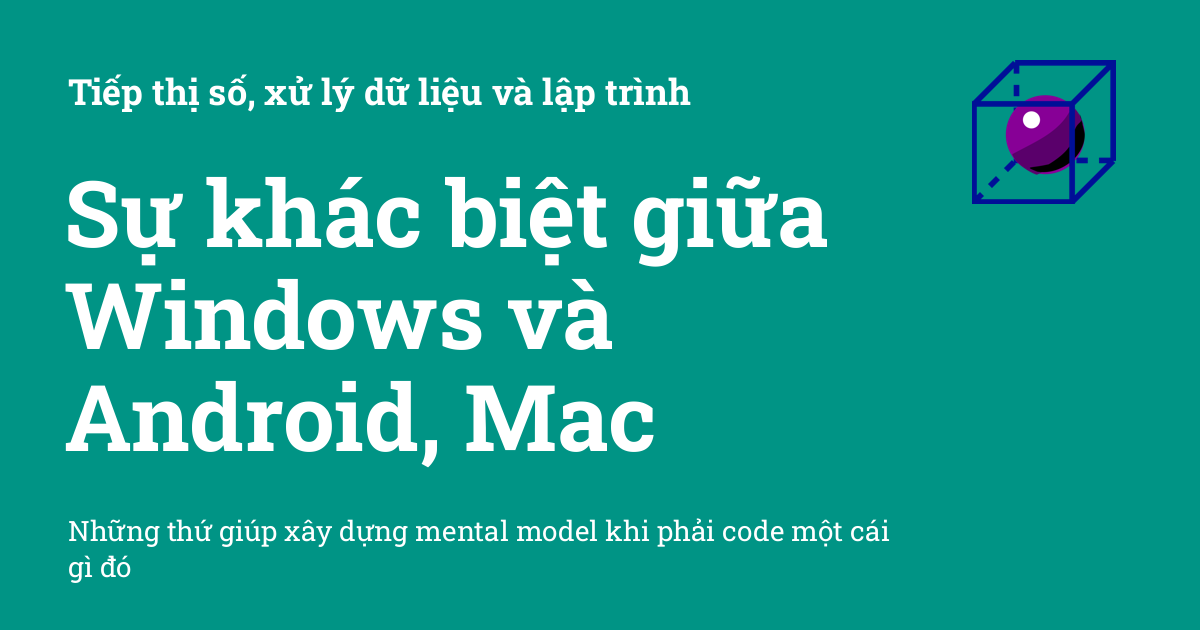 Tiếp thị số, xử lý dữ liệu và lập trình
Sự khác biệt giữa
Windows và
Android, Mac
Những thứ giúp xây dựng mental model khi phải code một cái
gì đó